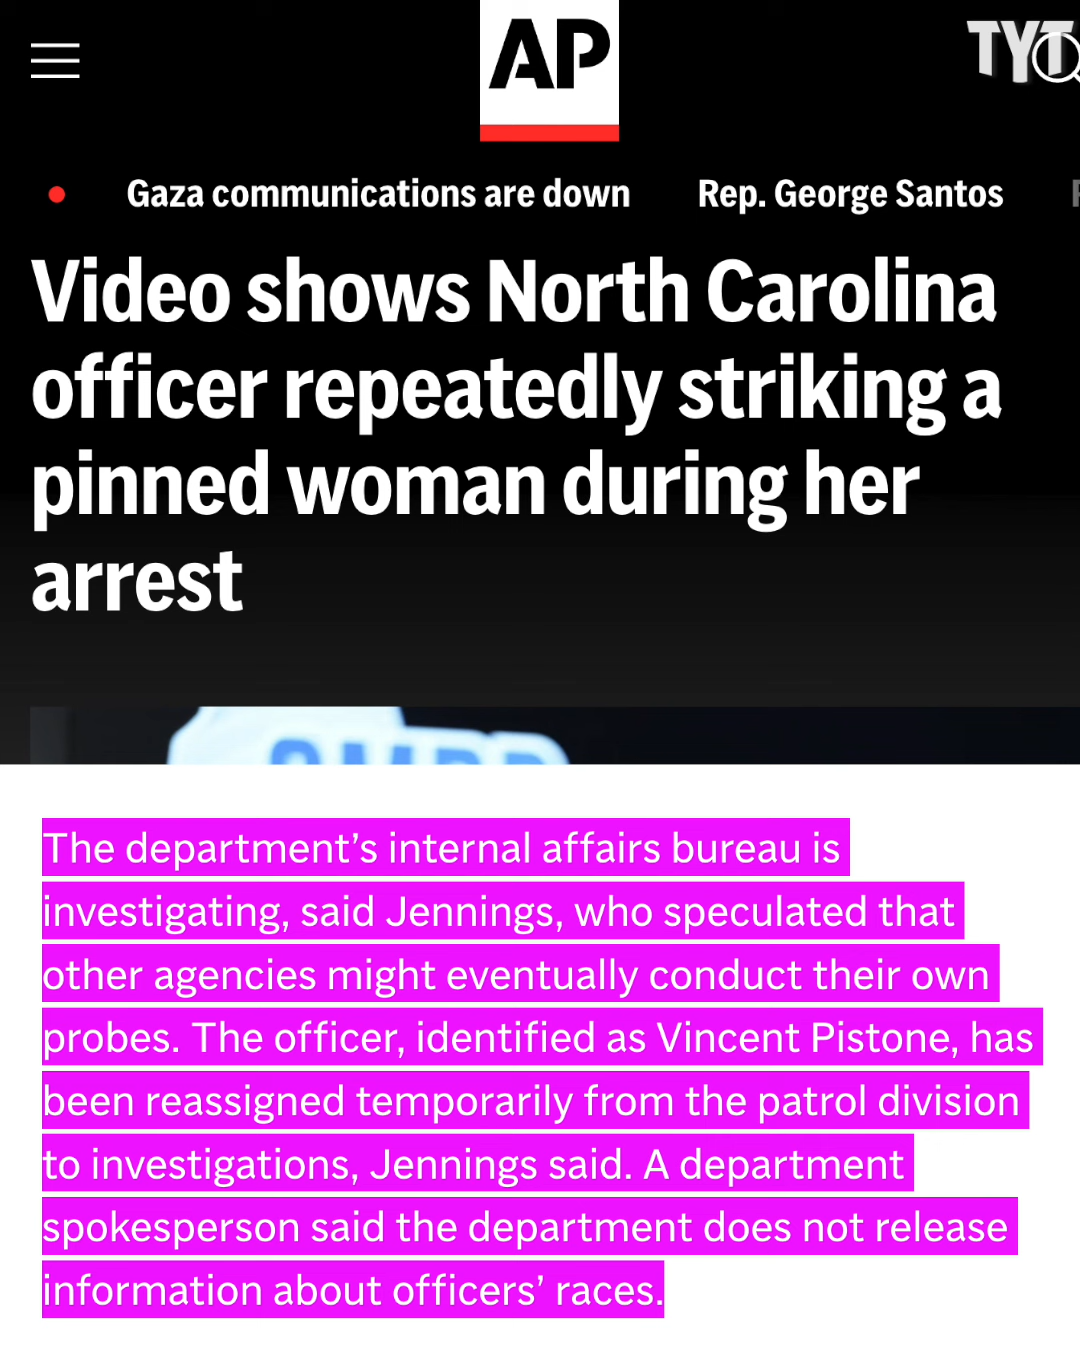 AP
TYT
Gaza communications are down Rep. George Santos
Video shows North Carolina
officer repeatedly striking a
pinned woman during her
arrest
The department’s internal affairs bureau is
investigating, said Jennings, who speculated that
other agencies might eventually conduct their own
probes. The officer, identified as Vincent Pistone, has
been reassigned temporarily from the patrol division
to investigations, Jennings said. A department
spokesperson said the department does not release
information about officers’ races.